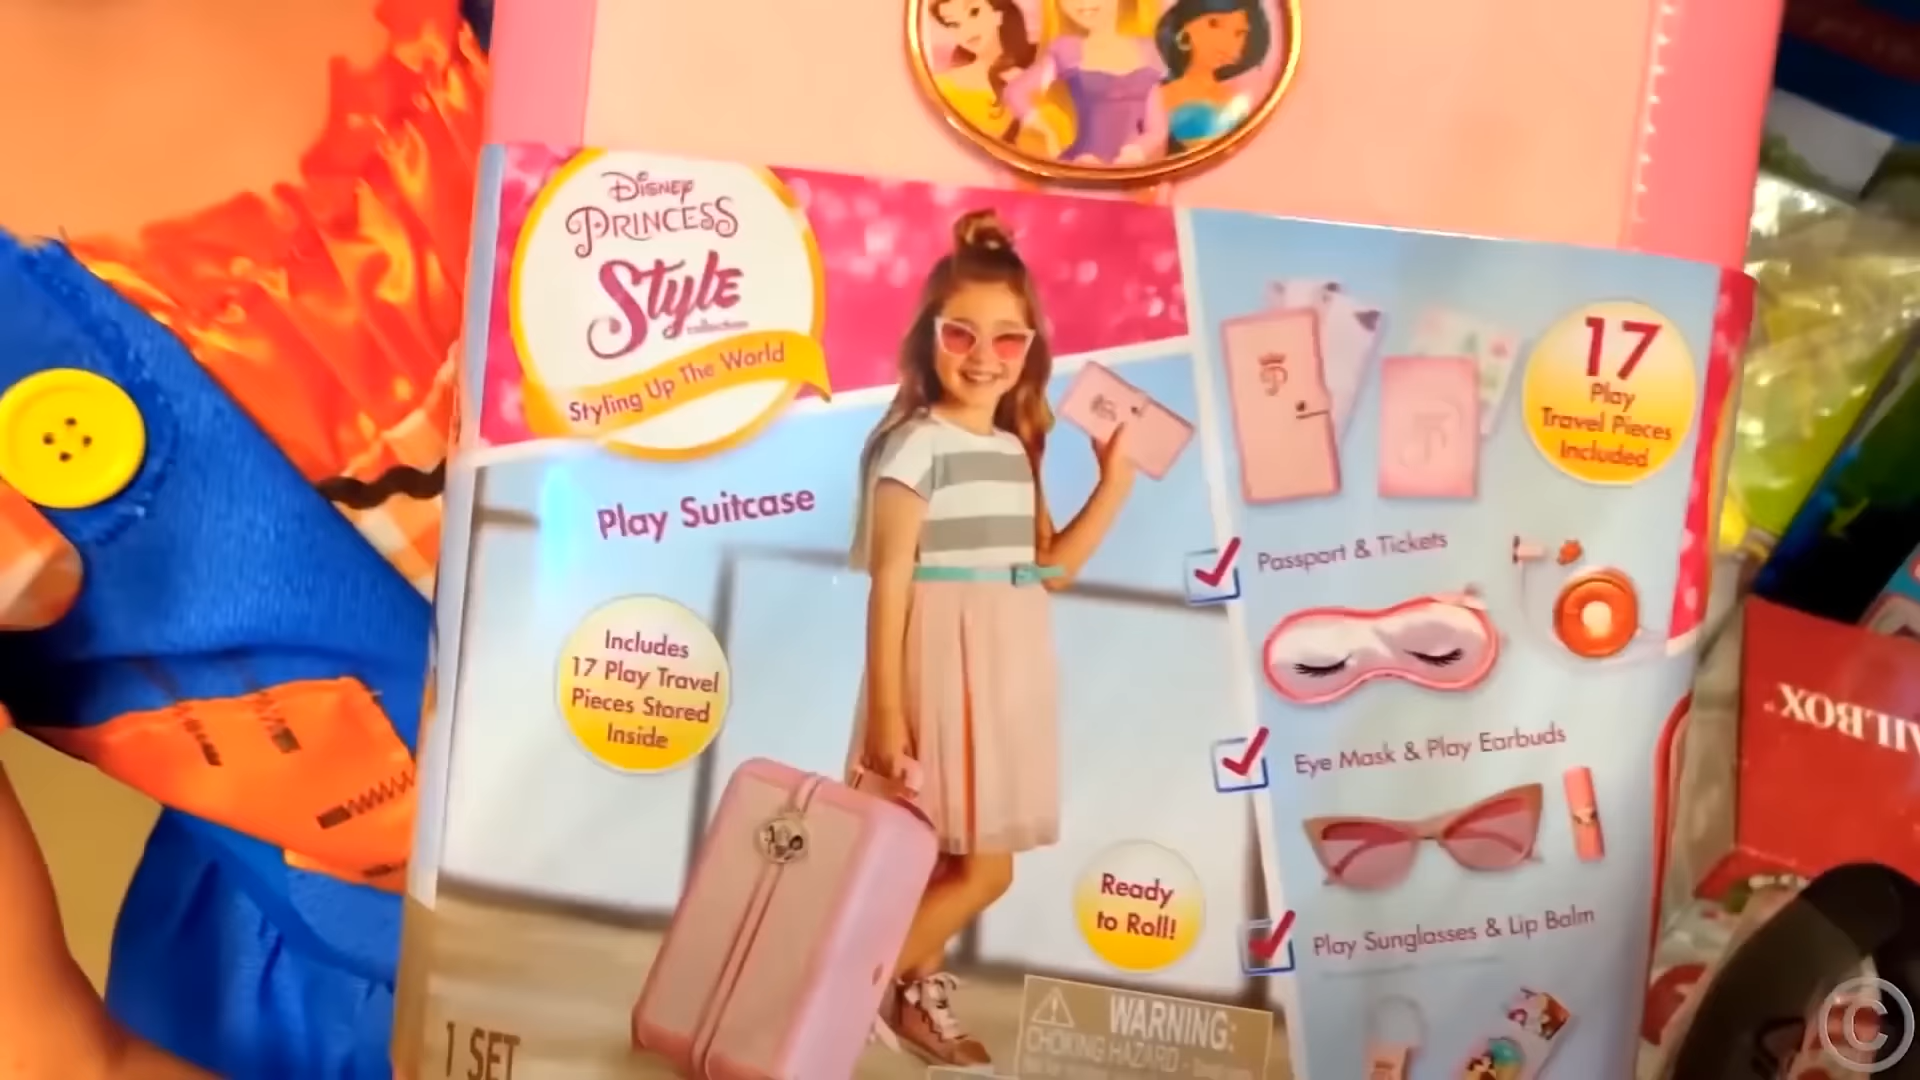 Disney
PRINCESS
Style
collection
Styling Up The World
Play Suitcase
Includes
17 Play Travel
Pieces Stored
Inside
17
Play
Travel Pieces
Included
Passport & Tickets
Eye Mask & Play Earbuds
Play Sunglasses & Lip Balm
Ready
to Roll!
WARNING:
CHOKING HAZARD -
1 SET
ILBOX